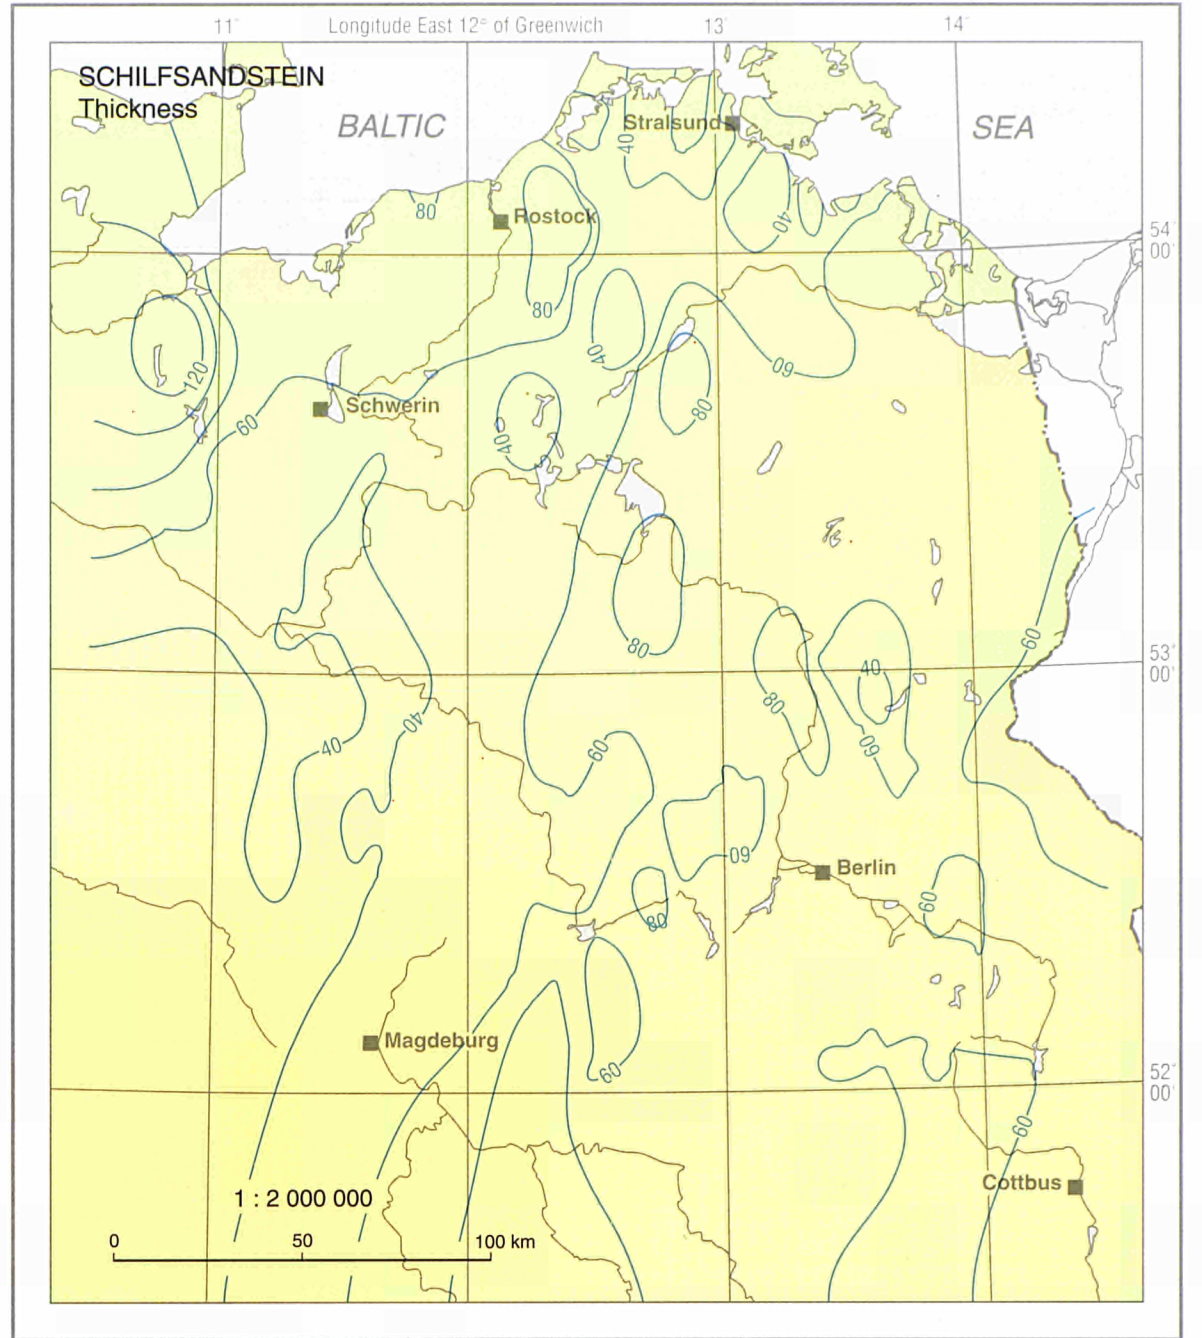 11° Longitude East 12° of Greenwich 13° 14°
SCHILFSANDSTEIN
Thickness
BALTIC
SEA
Stralsund
40
80
Rostock
40
54°
00'
80
40
120
60
60
Schwerin
80
40
60
80
53°
00'
40
80
40
40
60
60
60
Berlin
60
80
Magdeburg
60
52°
00'
60
Cottbus
1 : 2 000 000
0 50 100 km